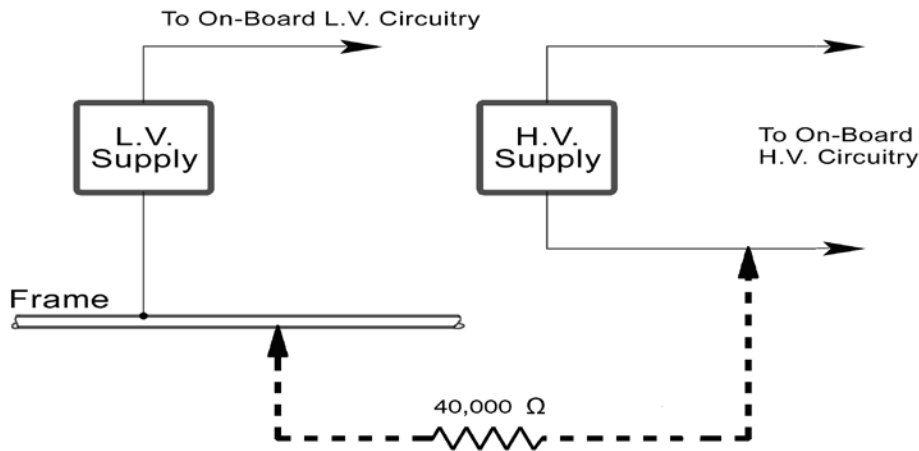 To On-Board L.V. Circuitry
L.V.
Supply
H.V.
Supply
To On-Board
H.V. Circuitry
Frame
40,000 Ω